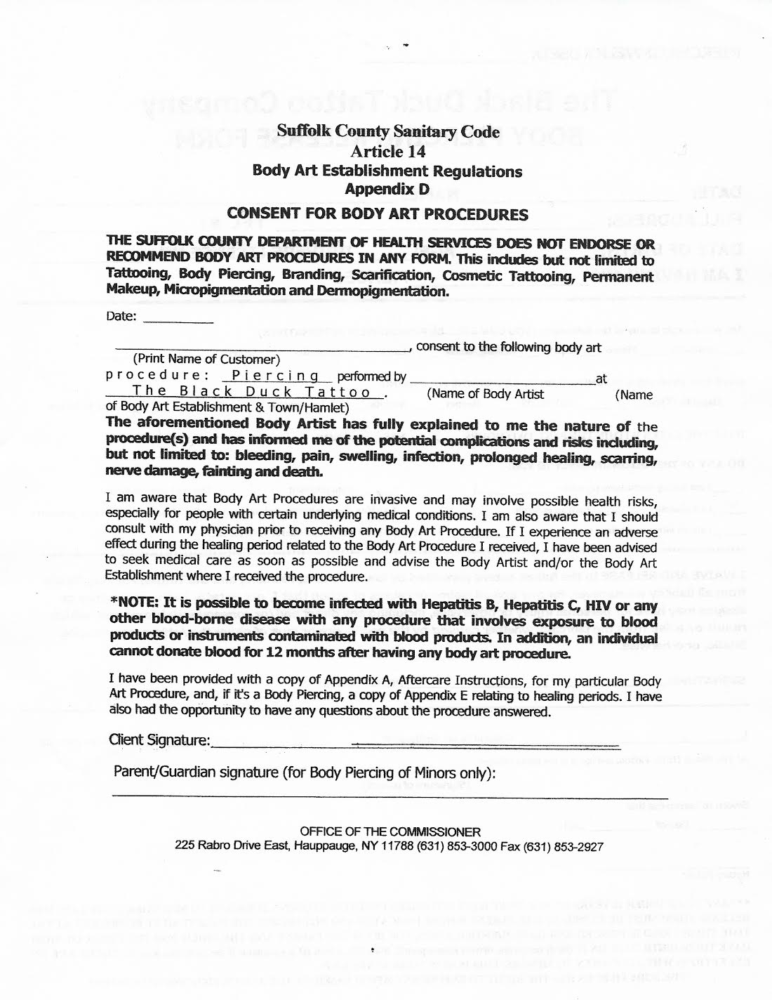 Suffolk County Sanitary Code
Article 14
Body Art Establishment Regulations
Appendix D
CONSENT FOR BODY ART PROCEDURES
THE SUFFOLK COUNTY DEPARTMENT OF HEALTH SERVICES DOES NOT ENDORSE OR
RECOMMEND BODY ART PROCEDURES IN ANY FORM. This includes but not limited to
Tattooing, Body Piercing, Branding, Scarification, Cosmetic Tattooing, Permanent
Makeup, Micropigmentation and Dermopigmentation.
Date: __________
______________________________, consent to the following body art
(Print Name of Customer)
procedure: Piercing performed by ____________________at
The Black Duck Tattoo. (Name of Body Artist (Name
of Body Art Establishment & Town/Hamlet)
The aforementioned Body Artist has fully explained to me the nature of the
procedure(s) and has informed me of the potential complications and risks including,
but not limited to: bleeding, pain, swelling, infection, prolonged healing, scarring,
nerve damage, fainting and death.
I am aware that Body Art Procedures are invasive and may involve possible health risks,
especially for people with certain underlying medical conditions. I am also aware that I should
consult with my physician prior to receiving any Body Art Procedure. If I experience an adverse
effect during the healing period related to the Body Art Procedure I received, I have been advised
to seek medical care as soon as possible and advise the Body Artist and/or the Body Art
Establishment where I received the procedure.
*NOTE: It is possible to become infected with Hepatitis B, Hepatitis C, HIV or any
other blood-borne disease with any procedure that involves exposure to blood
products or instruments contaminated with blood products. In addition, an individual
cannot donate blood for 12 months after having any body art procedure.
I have been provided with a copy of Appendix A, Aftercare Instructions, for my particular Body
Art Procedure, and, if it's a Body Piercing, a copy of Appendix E relating to healing periods. I have
also had the opportunity to have any questions about the procedure answered.
Client Signature:______________________________
Parent/Guardian signature (for Body Piercing of Minors only):
OFFICE OF THE COMMISSIONER
225 Rabro Drive East, Hauppauge, NY 11788 (631) 853-3000 Fax (631) 853-2927
The Black Duck Tattoo Company